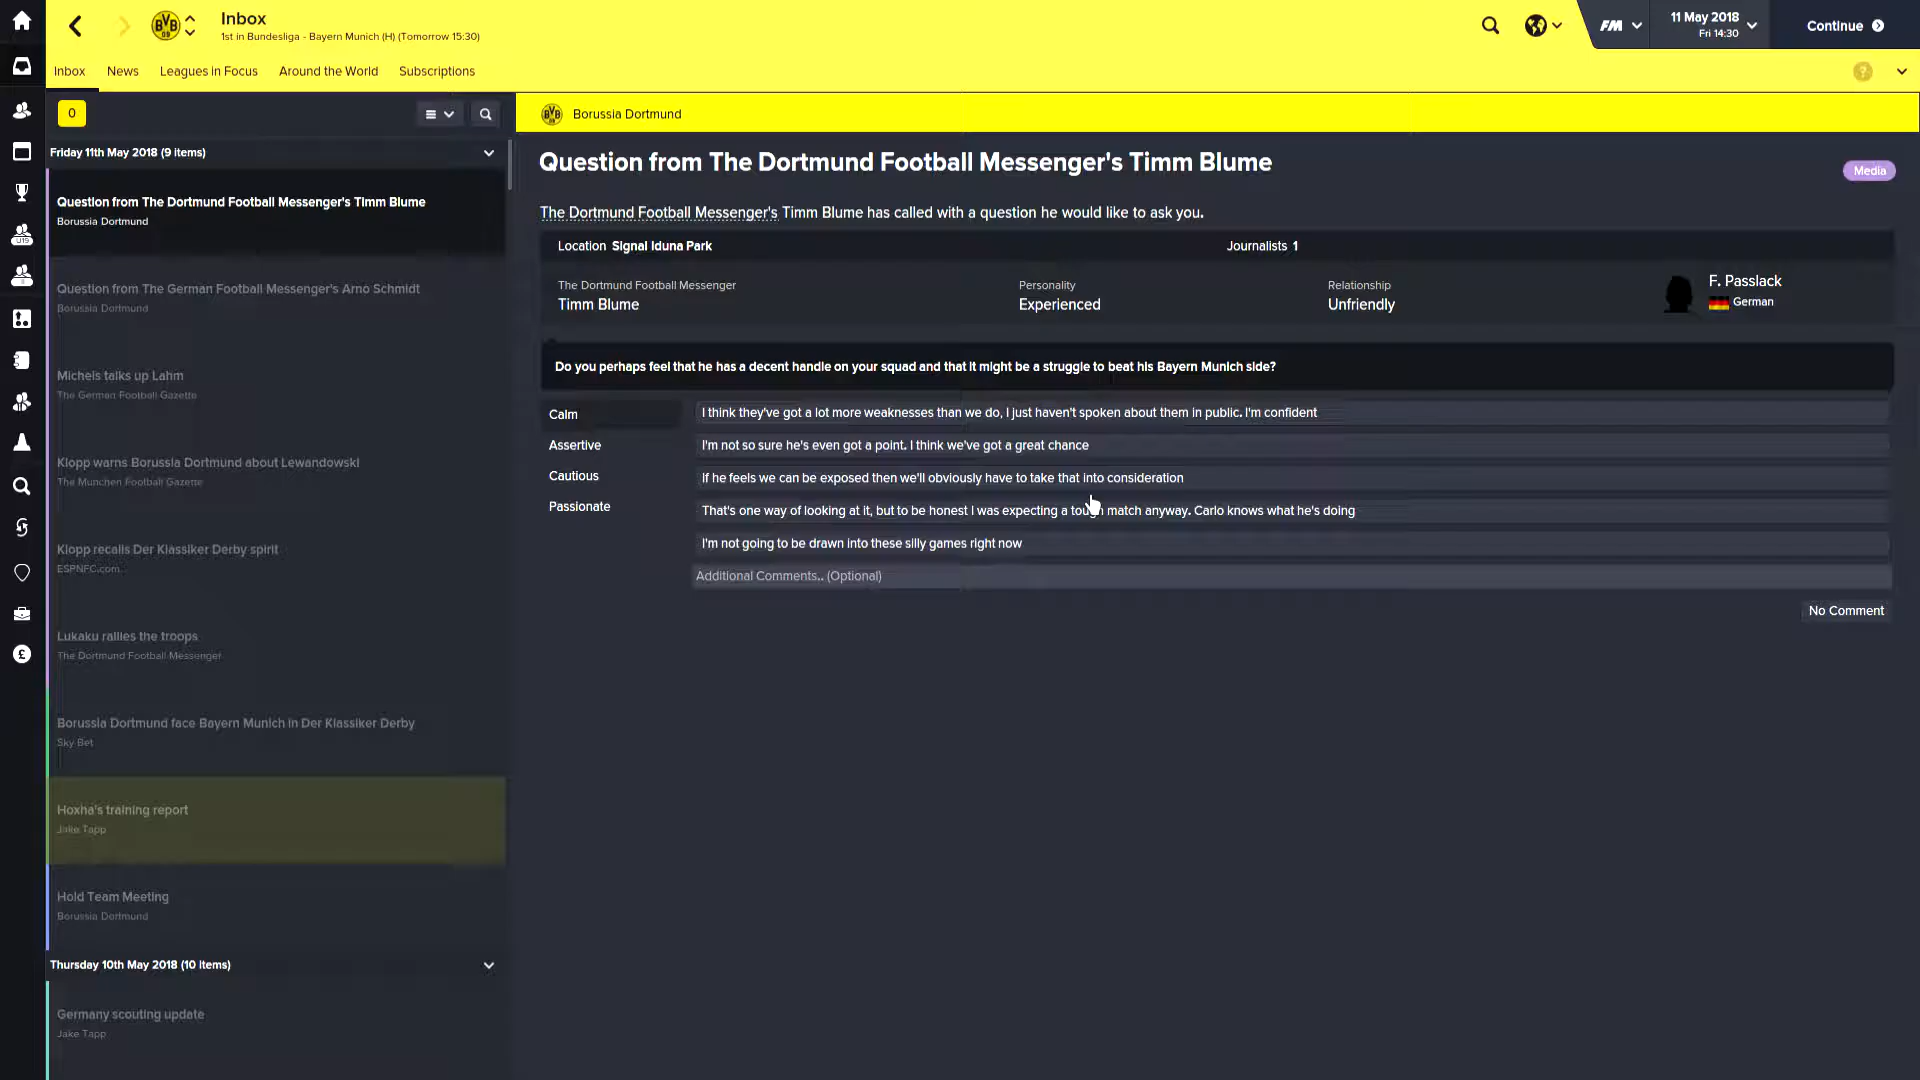 Inbox
1st in Bundesliga - Bayern Munich (H) (Tomorrow 15:30)
FM
11 May 2018
Fri 14:30
Continue
Inbox
News
Leagues in Focus
Around the World
Subscriptions
0
Borussia Dortmund
Friday 11th May 2018 (9 items)
Question from The Dortmund Football Messenger's Timm Blume
Borussia Dortmund
Question from The German Football Messenger's Arno Schmidt
Borussia Dortmund
Michels talks up Lahm
The German Football Gazette
Klopp warns Borussia Dortmund about Lewandowski
The Munchen Football Gazette
Klopp recalls Der Klassiker Derby spirit
ESPNFC.com
Lukaku rallies the troops
The Dortmund Football Messenger
Borussia Dortmund face Bayern Munich in Der Klassiker Derby
Sky Bet
Hoxha's training report
Jake Tapp
Hold Team Meeting
Borussia Dortmund
Thursday 10th May 2018 (10 items)
Germany scouting update
Jake Tapp
Question from The Dortmund Football Messenger's Timm Blume
Media
The Dortmund Football Messenger's Timm Blume has called with a question he would like to ask you.
Location Signal Iduna Park
Journalists 1
The Dortmund Football Messenger
Timm Blume
Personality
Experienced
Relationship
Unfriendly
F. Passlack
German
Do you perhaps feel that he has a decent handle on your squad and that it might be a struggle to beat his Bayern Munich side?
Calm
Assertive
Cautious
Passionate
I think they've got a lot more weaknesses than we do, I just haven't spoken about them in public. I'm confident
I'm not so sure he's even got a point. I think we've got a great chance
If he feels we can be exposed then we'll obviously have to take that into consideration
That's one way of looking at it, but to be honest I was expecting a tough match anyway. Carlo knows what he's doing
I'm not going to be drawn into these silly games right now
Additional Comments.. (Optional)
No Comment